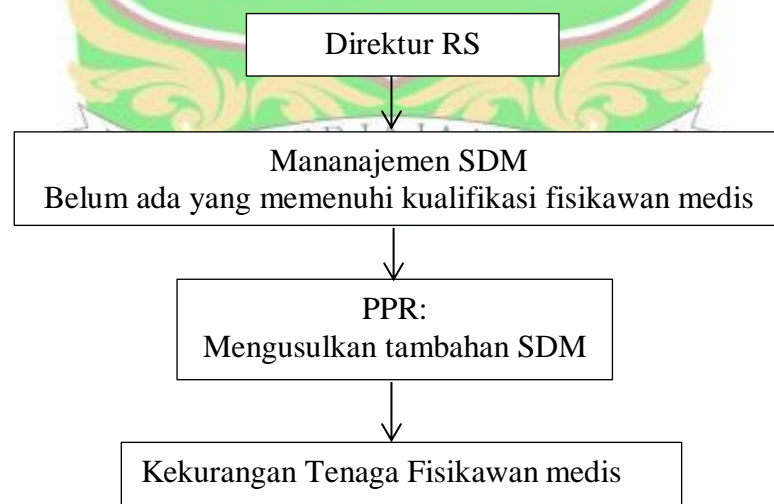 Direktur RS
Mananajemen SDM
Belum ada yang memenuhi kualifikasi fisikawan medis
PPR:
Mengusulkan tambahan SDM
Kekurangan Tenaga Fisikawan medis